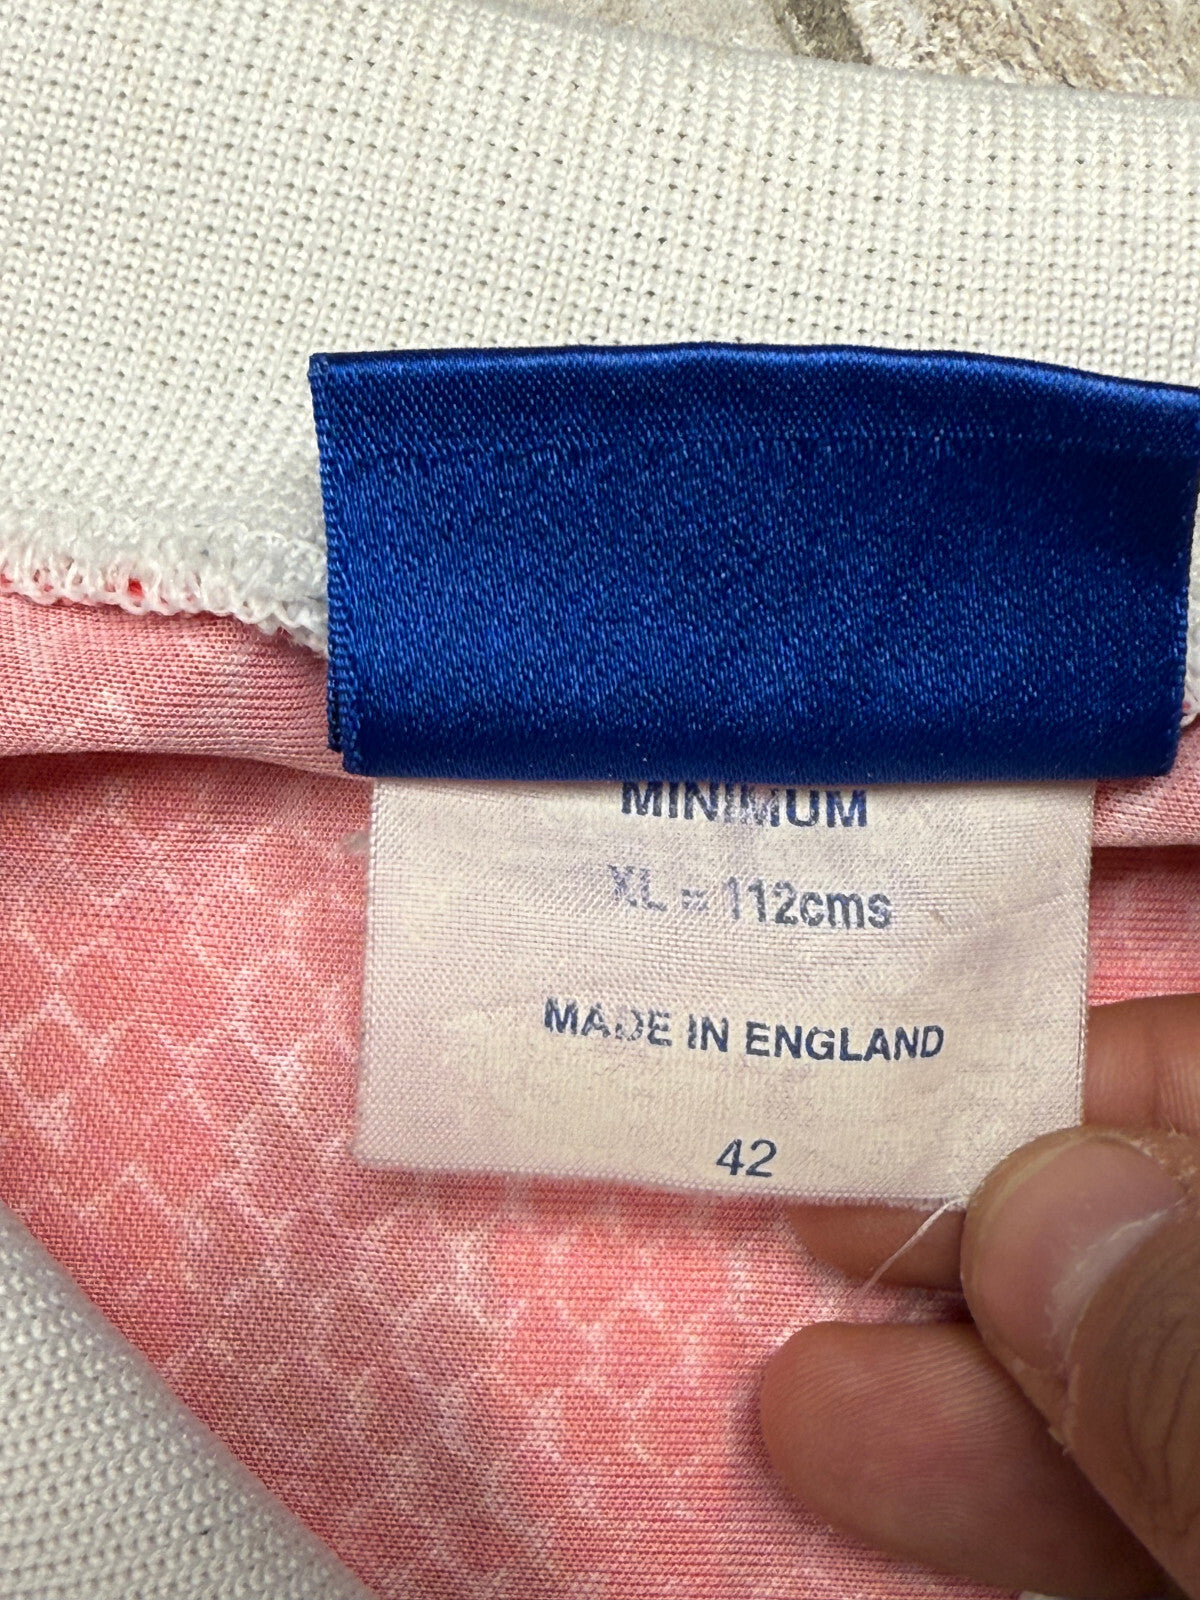 MINIMUM
XL = 112cms
MADE IN ENGLAND
42